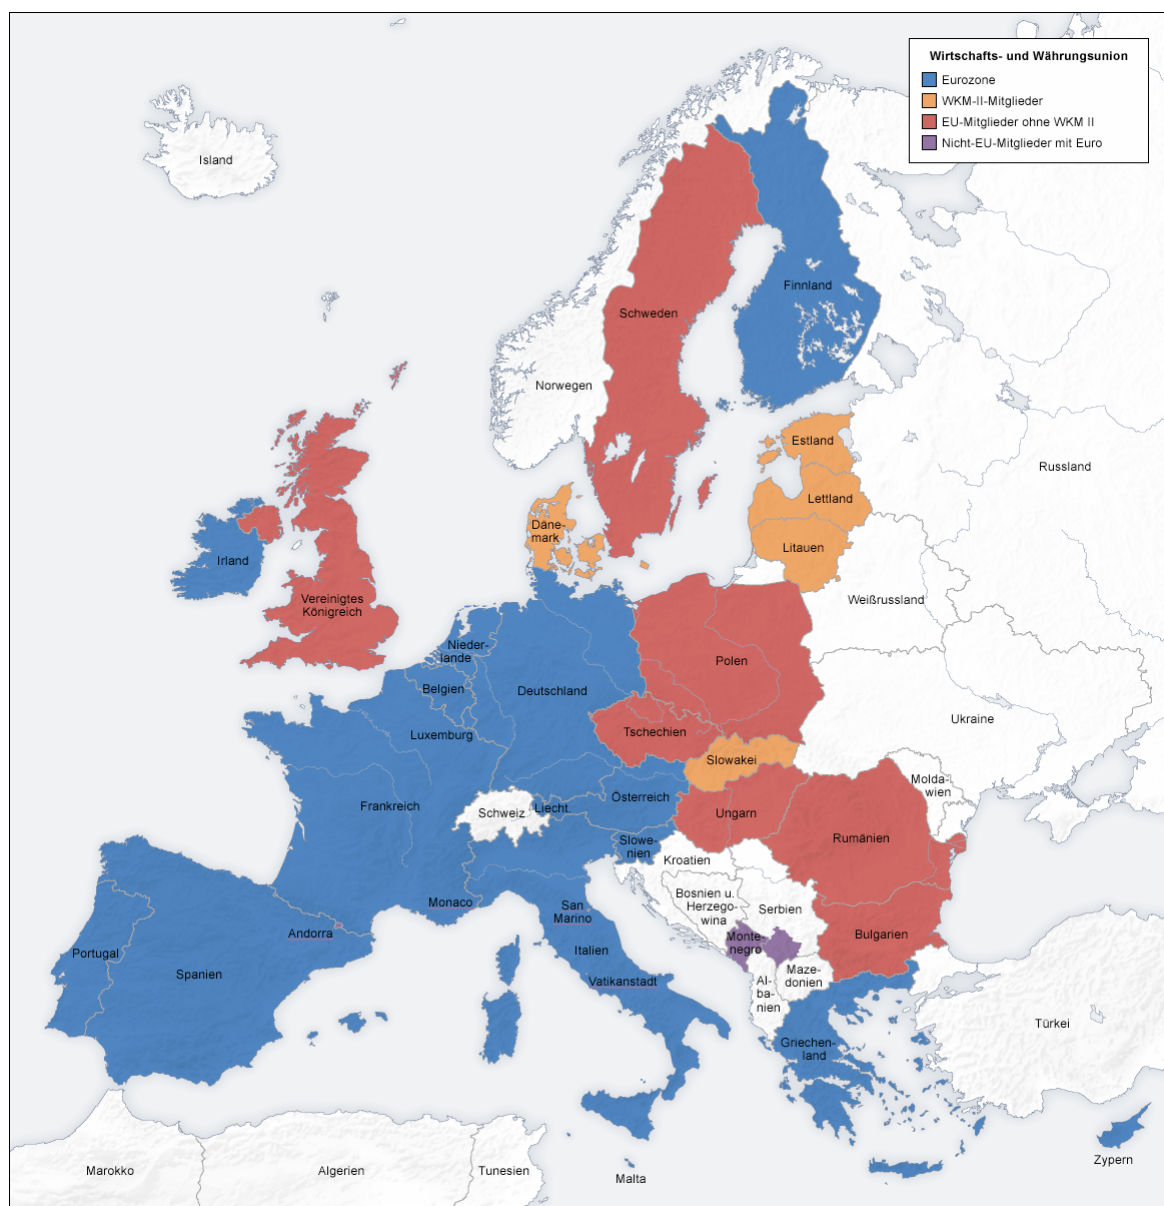 Wirtschafts- und Währungsunion
Eurozone
WKM-II-Mitglieder
EU-Mitglieder ohne WKM II
Nicht-EU-Mitglieder mit Euro
Island
Finnland
Schweden
Norwegen
Estland
Russland
Lettland
Däne-
mark
Litauen
Irland
Weißrussland
Vereinigtes
Königreich
Nieder-
lande
Polen
Belgien
Deutschland
Ukraine
Tschechien
Luxemburg
Slowakei
Molda-
wien
Österreich
Frankreich
Liecht.
Schweiz
Ungarn
Rumänien
Slowe-
nien
Kroatien
Bosnien u.
Herzego-
wina
Monaco
San
Marino
Serbien
Andorra
Bulgarien
Monte-
negro
Portugal
Italien
Spanien
Maze-
donien
Vatikanstadt
Al-
ba-
nien
Türkei
Griechen-
land
Zypern
Marokko
Algerien
Tunesien
Malta